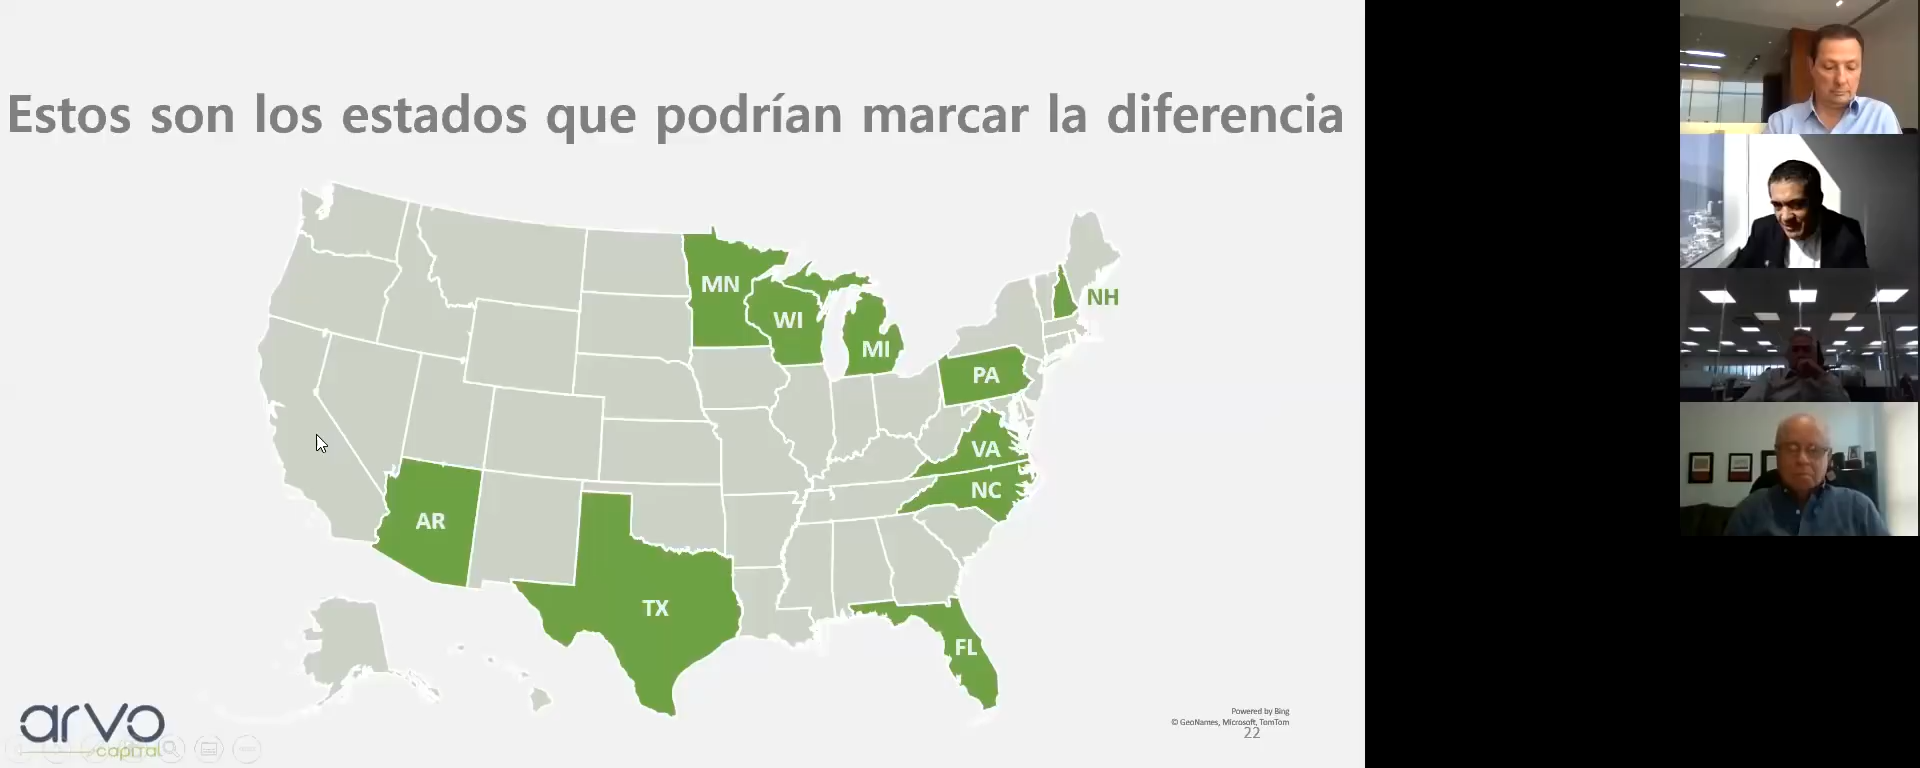 Estos son los estados que podrían marcar la diferencia
MN
WI
MI
NH
PA
VA
NC
AR
TX
FL
Powered by Bing
© GeoNames, Microsoft, TomTom
22
arvo
capital